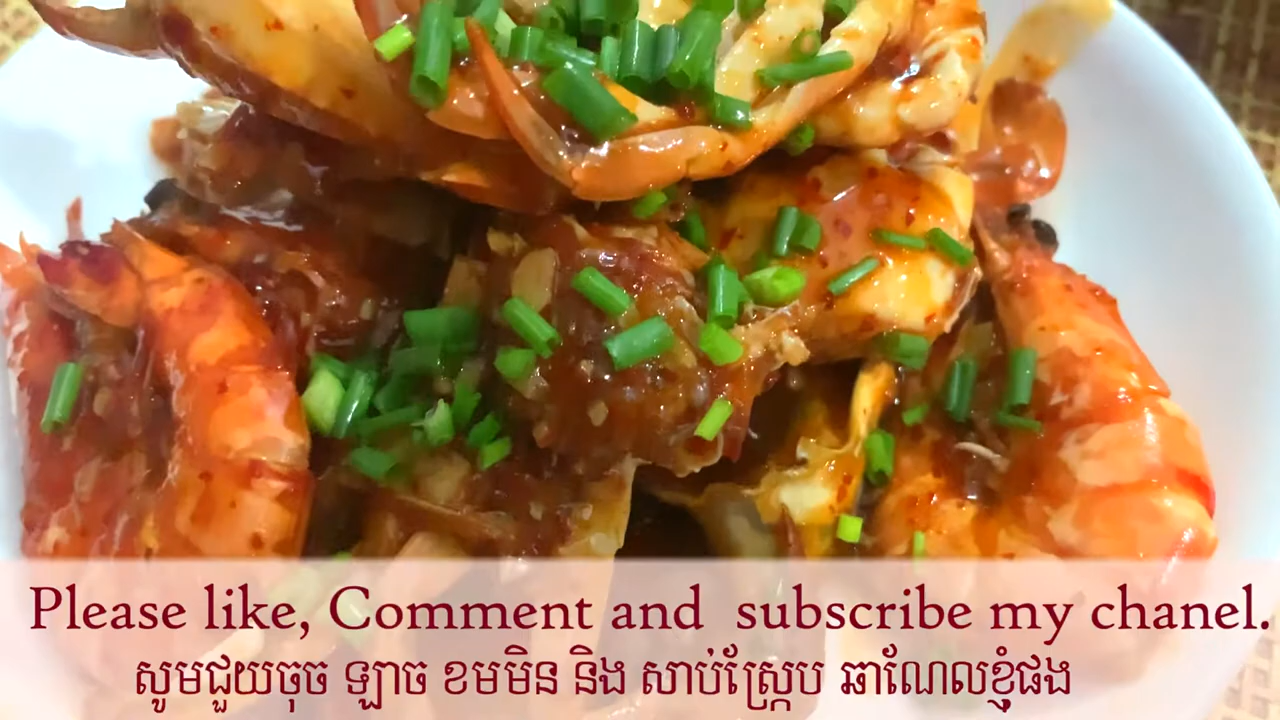 Please like, Comment and subscribe my chanel.
សូមជួយចុច ឡាច ខមមិន និង សាប់ស្រ្កែប ឆាណែលខ្ញុំផង